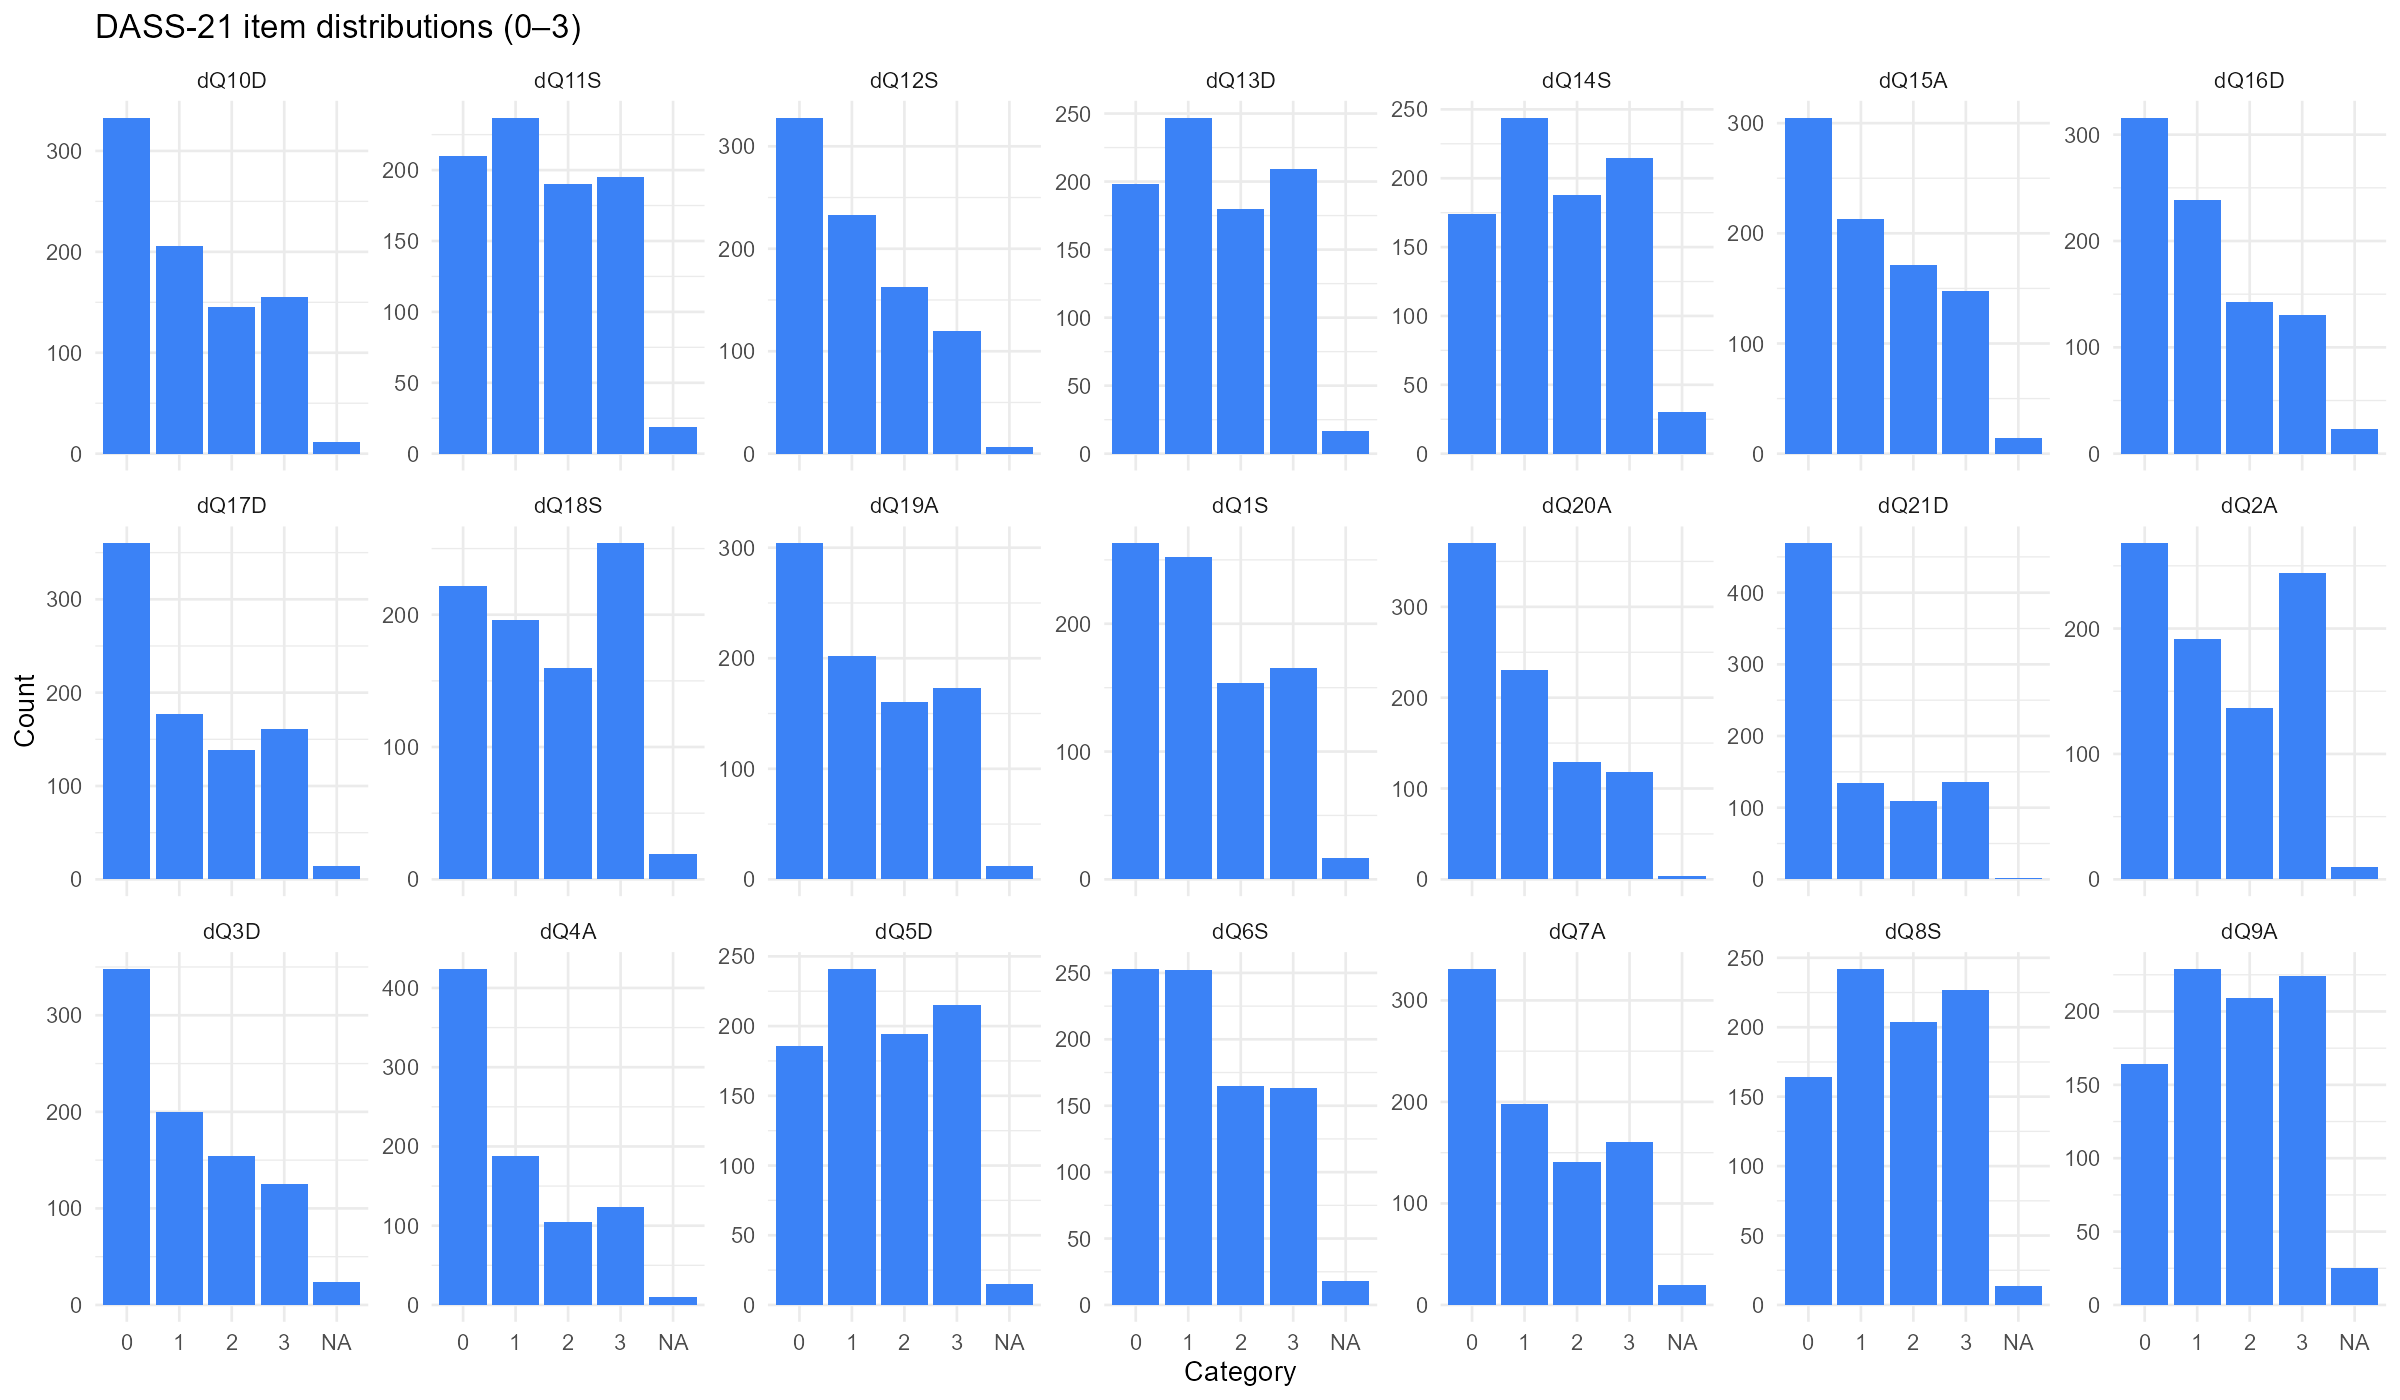 DASS-21 item distributions (0–3)
dQ10D dQ11S dQ12S dQ13D dQ14S dQ15A dQ16D
300 200 100 0
200 150 100 50 0
300 200 100 0
250 200 150 100 50 0
250 200 150 100 50 0
300 200 100 0
300 200 100 0
dQ17D dQ18S dQ19A dQ1S dQ20A dQ21D dQ2A
300 200 100 0
200 100 0
300 200 100 0
200 100 0
300 200 100 0
400 300 200 100 0
200 100 0
Count
dQ3D dQ4A dQ5D dQ6S dQ7A dQ8S dQ9A
300 200 100 0
400 300 200 100 0
250 200 150 100 50 0
250 200 150 100 50 0
300 200 100 0
250 200 150 100 50 0
200 150 100 50 0
0 1 2 3 NA 0 1 2 3 NA 0 1 2 3 NA 0 1 2 3 NA 0 1 2 3 NA 0 1 2 3 NA 0 1 2 3 NA
Category